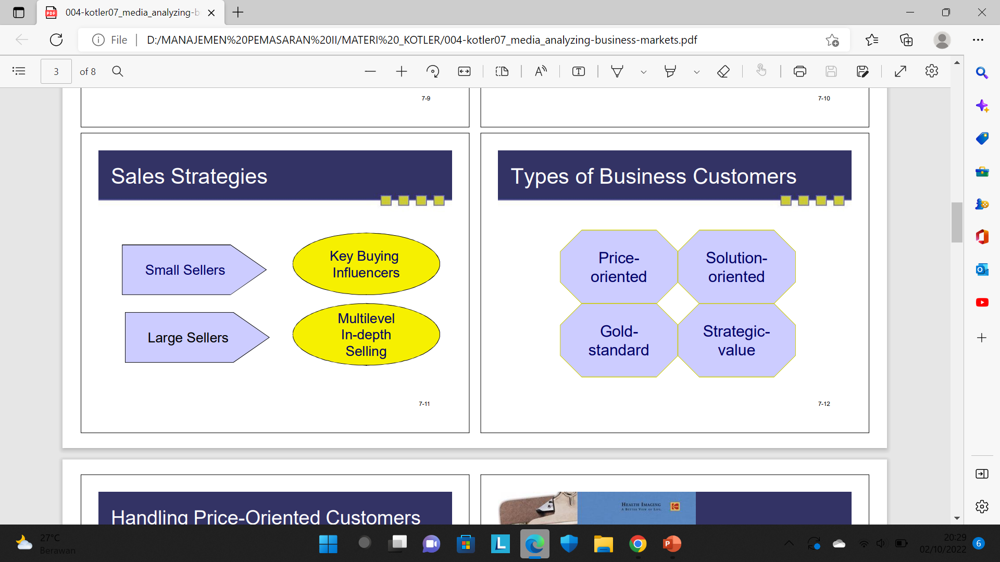 004-kotler07_media_analyzing-b
File
D:/MANAJEMEN%20PEMASARAN%20II/MATERI%20_KOTLER/004-kotler07_media_analyzing-business-markets.pdf
3 of 8
7-9
7-10
Sales Strategies
Small Sellers
Key Buying
Influencers
Large Sellers
Multilevel
In-depth
Selling
7-11
Types of Business Customers
Price-
oriented
Solution-
oriented
Gold-
standard
Strategic-
value
7-12
Handling Price-Oriented Customers
HEALTH IMAGING
A BETTER VIEW OF LIFE.
27°C
Berawan
20:29
02/10/2022
6